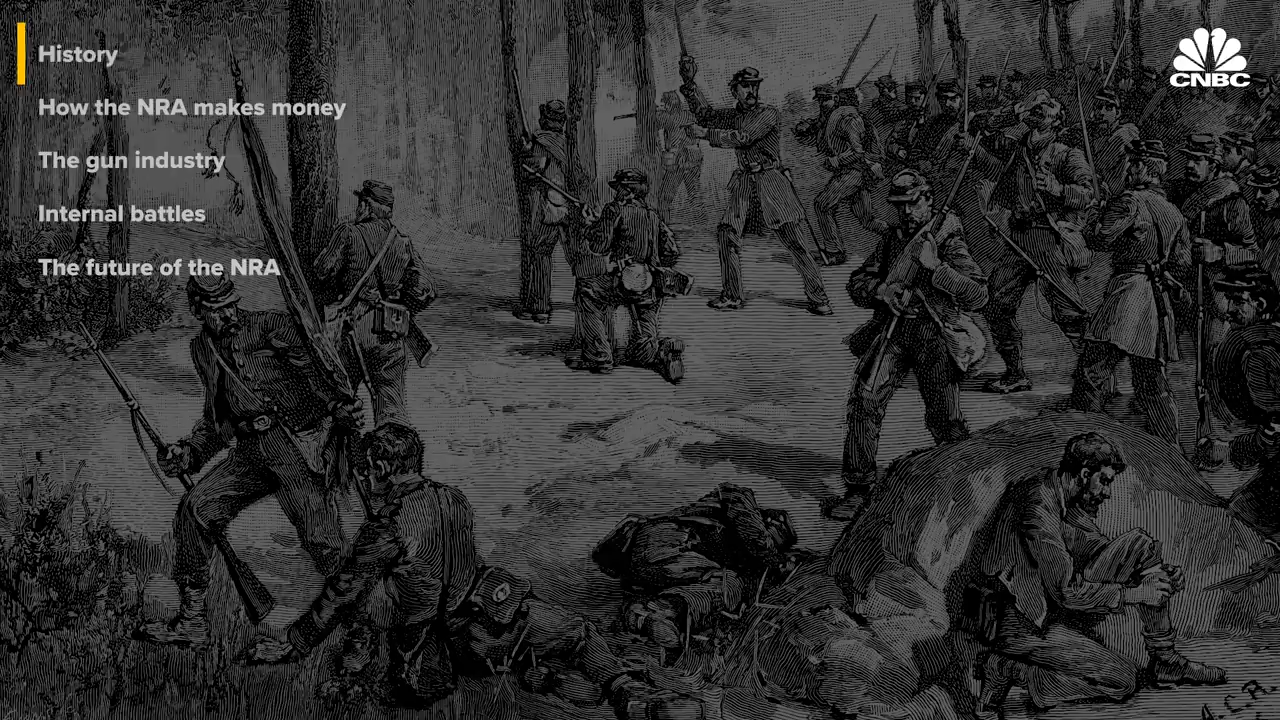 History
How the NRA makes money
The gun industry
Internal battles
The future of the NRA
CNBC